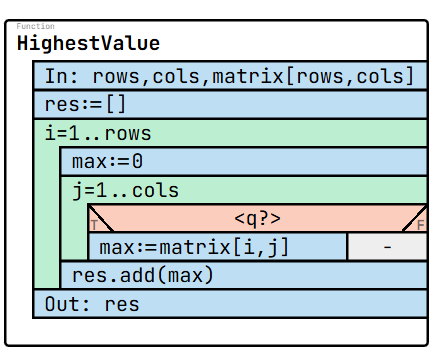 Function
HighestValue
In: rows,cols,matrix[rows,cols]
res:=[]
i=1..rows
max:=0
j=1..cols
<q?>
T F
max:=matrix[i,j] -
res.add(max)
Out: res